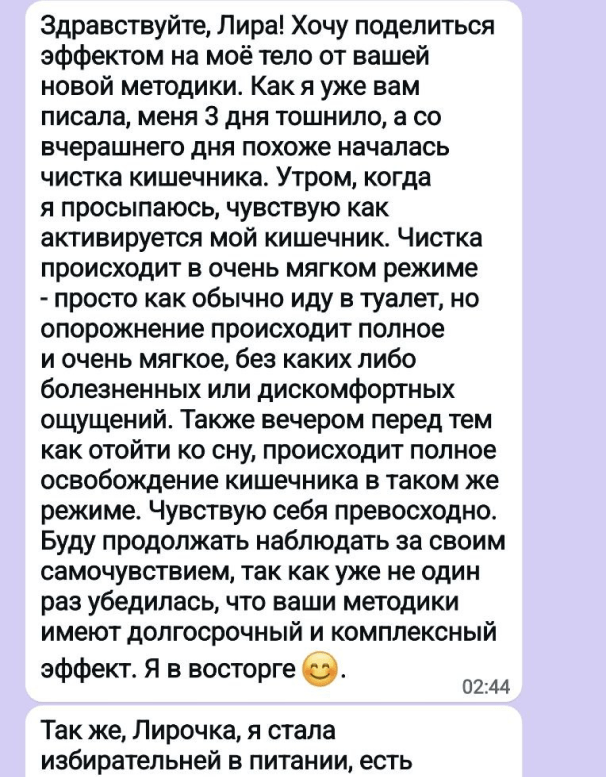 Здравствуйте, Лира! Хочу поделиться
эффектом на моё тело от вашей
новой методики. Как я уже вам
писала, меня 3 дня тошнило, а со
вчерашнего дня похоже началась
чистка кишечника. Утром, когда
я просыпаюсь, чувствую как
активируется мой кишечник. Чистка
происходит в очень мягком режиме
- просто как обычно иду в туалет, но
опорожнение происходит полное
и очень мягкое, без каких либо
болезненных или дискомфортных
ощущений. Также вечером перед тем
как отойти ко сну, происходит полное
освобождение кишечника в таком же
режиме. Чувствую себя превосходно.
Буду продолжать наблюдать за своим
самочувствием, так как уже не один
раз убедилась, что ваши методики
имеют долгосрочный и комплексный
эффект. Я в восторге 😊.
02:44
Так же, Лирочка, я стала
избирательней в питании, есть